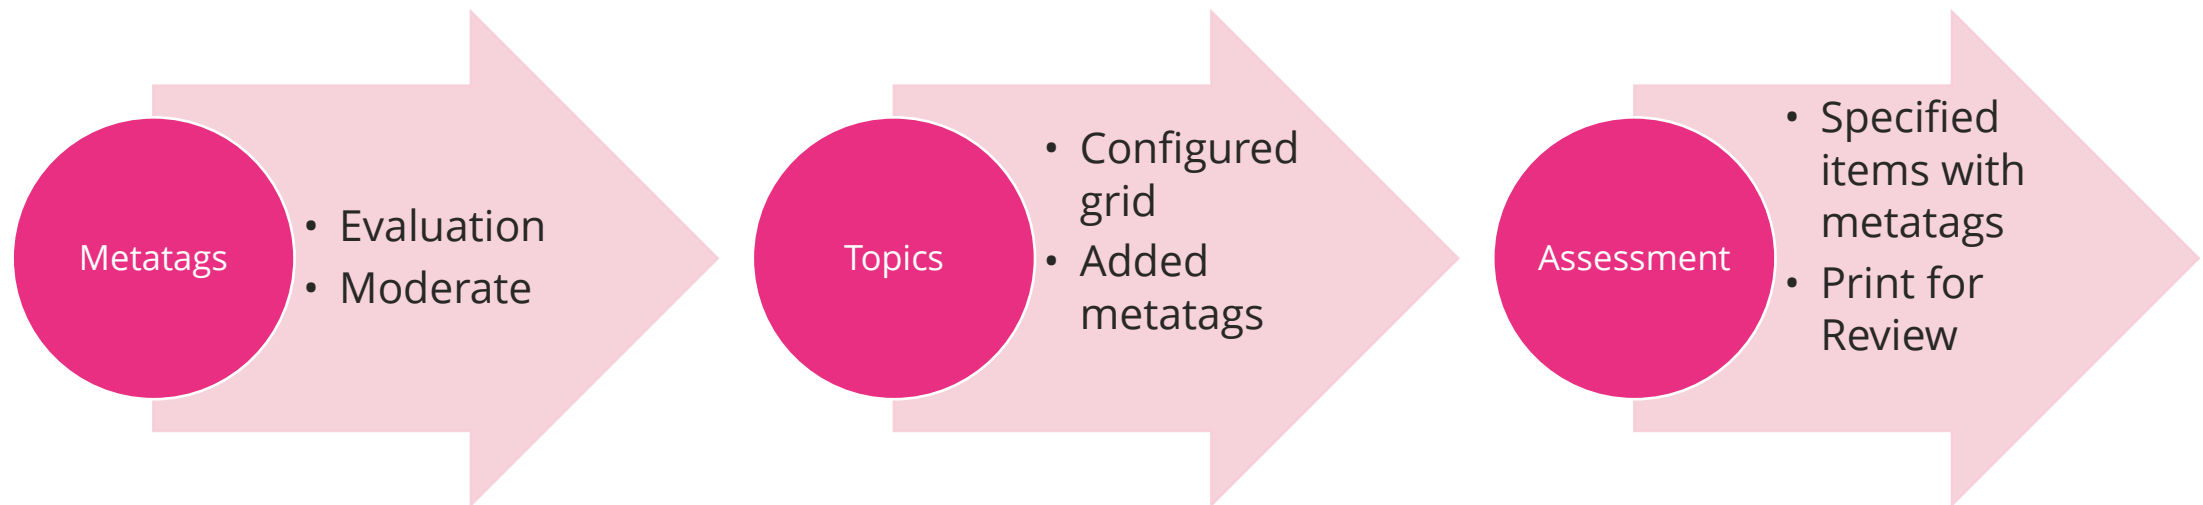 Metatags
• Evaluation
• Moderate
Topics
• Configured
grid
• Added
metatags
Assessment
• Specified
items with
metatags
• Print for
Review